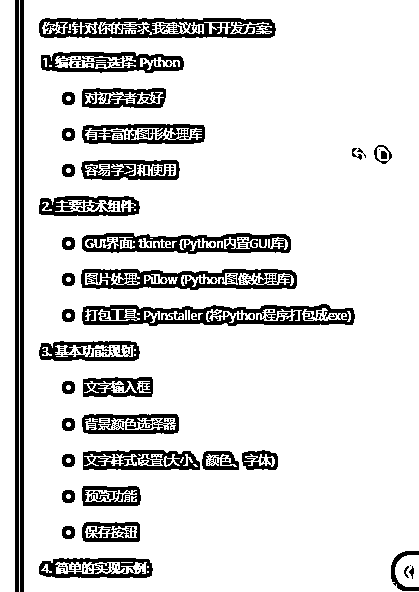 你好!针对你的需求,我建议如下开发方案:
1. 编程语言选择: Python
对初学者友好
有丰富的图形处理库
容易学习和使用
2. 主要技术组件:
GUI界面: tkinter (Python内置GUI库)
图片处理: Pillow (Python图像处理库)
打包工具: PyInstaller (将Python程序打包成exe)
3. 基本功能规划:
文字输入框
背景颜色选择器
文字样式设置(大小、颜色、字体)
预览功能
保存按钮
4. 简单的实现示例: